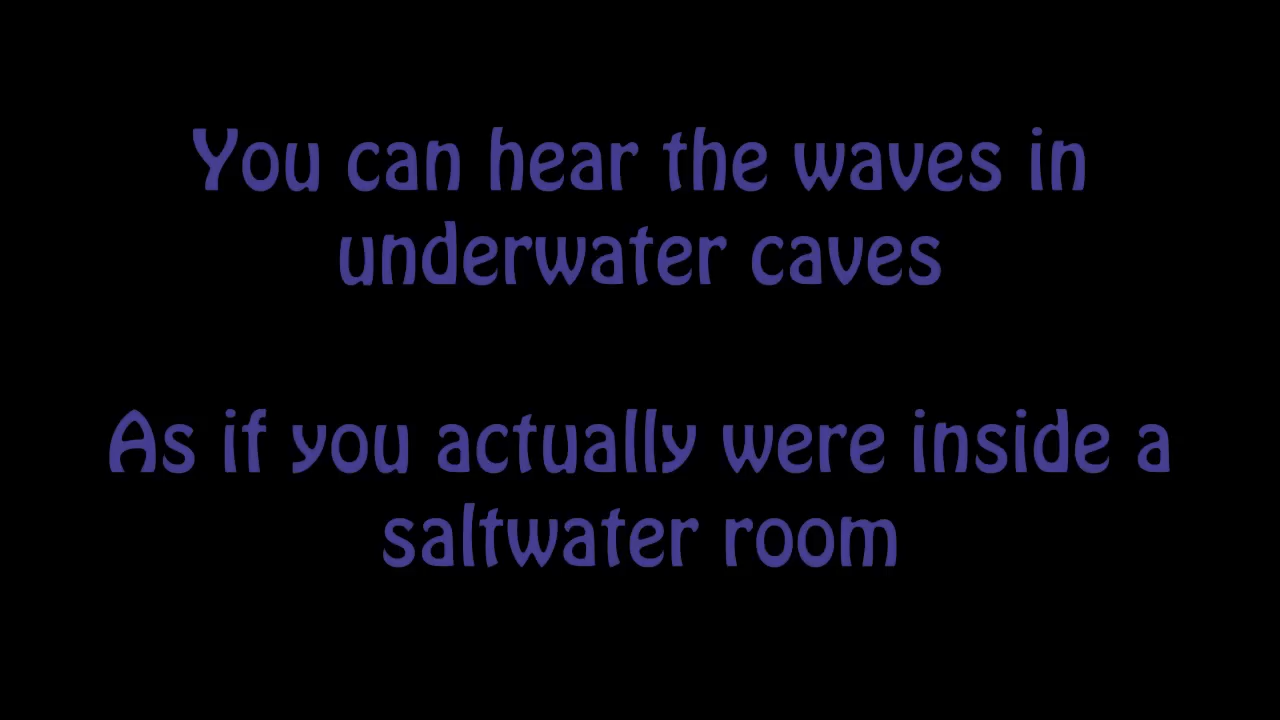 You can hear the waves in
underwater caves
As if you actually were inside a
saltwater room